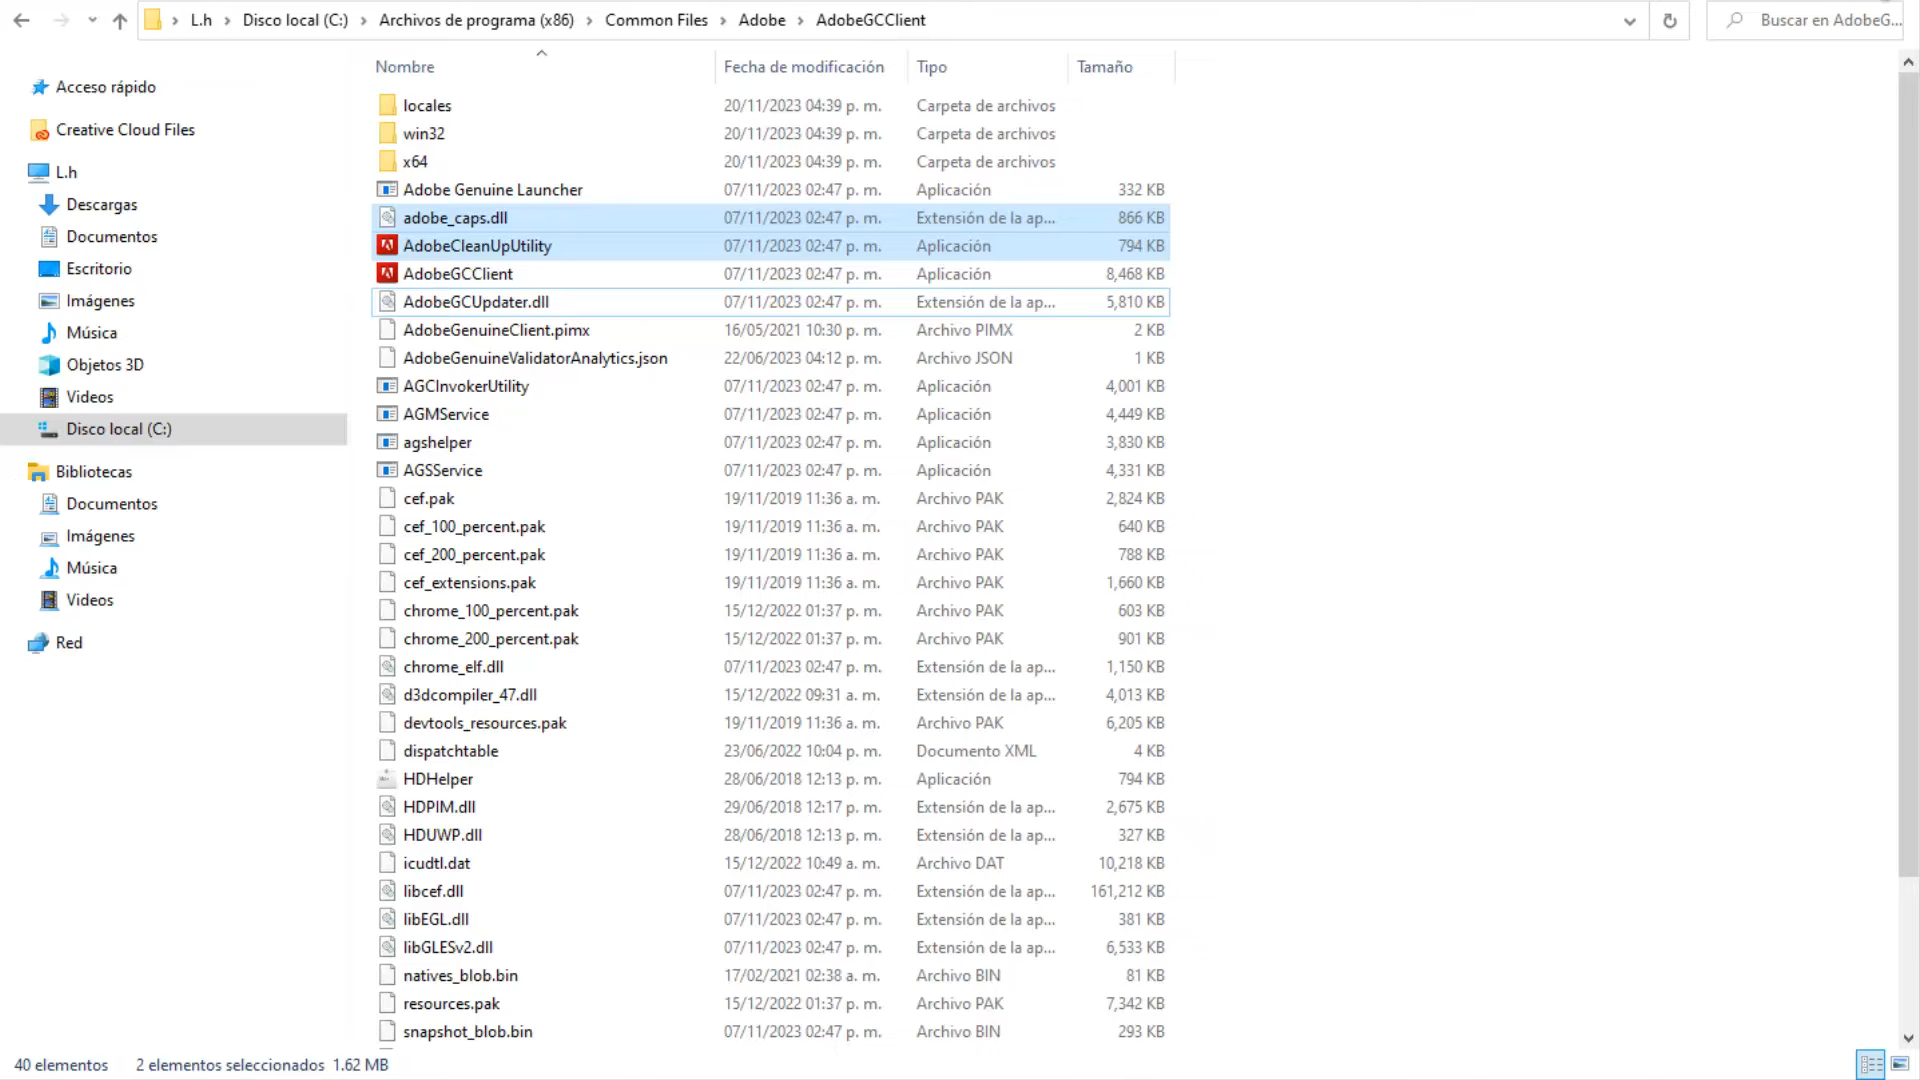 L.h › Disco local (C:) › Archivos de programa (x86) › Common Files › Adobe › AdobeGCClient
Buscar en AdobeG...
Nombre Fecha de modificación Tipo Tamaño
Acceso rápido
Creative Cloud Files
L.h
Descargas
Documentos
Escritorio
Imágenes
Música
Objetos 3D
Videos
Disco local (C:)
Bibliotecas
Documentos
Imágenes
Música
Videos
Red
locales 20/11/2023 04:39 p. m. Carpeta de archivos
win32 20/11/2023 04:39 p. m. Carpeta de archivos
x64 20/11/2023 04:39 p. m. Carpeta de archivos
Adobe Genuine Launcher 07/11/2023 02:47 p. m. Aplicación 332 KB
adobe_caps.dll 07/11/2023 02:47 p. m. Extensión de la ap... 866 KB
AdobeCleanUpUtility 07/11/2023 02:47 p. m. Aplicación 794 KB
AdobeGCClient 07/11/2023 02:47 p. m. Aplicación 8,468 KB
AdobeGCUpdater.dll 07/11/2023 02:47 p. m. Extensión de la ap... 5,810 KB
AdobeGenuineClient.pimx 16/05/2021 10:30 p. m. Archivo PIMX 2 KB
AdobeGenuineValidatorAnalytics.json 22/06/2023 04:12 p. m. Archivo JSON 1 KB
AGCInvokerUtility 07/11/2023 02:47 p. m. Aplicación 4,001 KB
AGMService 07/11/2023 02:47 p. m. Aplicación 4,449 KB
agshelper 07/11/2023 02:47 p. m. Aplicación 3,830 KB
AGSService 07/11/2023 02:47 p. m. Aplicación 4,331 KB
cef.pak 19/11/2019 11:36 a. m. Archivo PAK 2,824 KB
cef_100_percent.pak 19/11/2019 11:36 a. m. Archivo PAK 640 KB
cef_200_percent.pak 19/11/2019 11:36 a. m. Archivo PAK 788 KB
cef_extensions.pak 19/11/2019 11:36 a. m. Archivo PAK 1,660 KB
chrome_100_percent.pak 15/12/2022 01:37 p. m. Archivo PAK 603 KB
chrome_200_percent.pak 15/12/2022 01:37 p. m. Archivo PAK 901 KB
chrome_elf.dll 07/11/2023 02:47 p. m. Extensión de la ap... 1,150 KB
d3dcompiler_47.dll 15/12/2022 09:31 a. m. Extensión de la ap... 4,013 KB
devtools_resources.pak 19/11/2019 11:36 a. m. Archivo PAK 6,205 KB
dispatchtable 23/06/2022 10:04 p. m. Documento XML 4 KB
HDHelper 28/06/2018 12:13 p. m. Aplicación 794 KB
HDPIM.dll 29/06/2018 12:17 p. m. Extensión de la ap... 2,675 KB
HDUWP.dll 28/06/2018 12:13 p. m. Extensión de la ap... 327 KB
icudtl.dat 15/12/2022 10:49 a. m. Archivo DAT 10,218 KB
libcef.dll 07/11/2023 02:47 p. m. Extensión de la ap... 161,212 KB
libEGL.dll 07/11/2023 02:47 p. m. Extensión de la ap... 381 KB
libGLESv2.dll 07/11/2023 02:47 p. m. Extensión de la ap... 6,533 KB
natives_blob.bin 17/02/2021 02:38 a. m. Archivo BIN 81 KB
resources.pak 15/12/2022 01:37 p. m. Archivo PAK 7,342 KB
snapshot_blob.bin 07/11/2023 02:47 p. m. Archivo BIN 293 KB
40 elementos 2 elementos seleccionados 1.62 MB